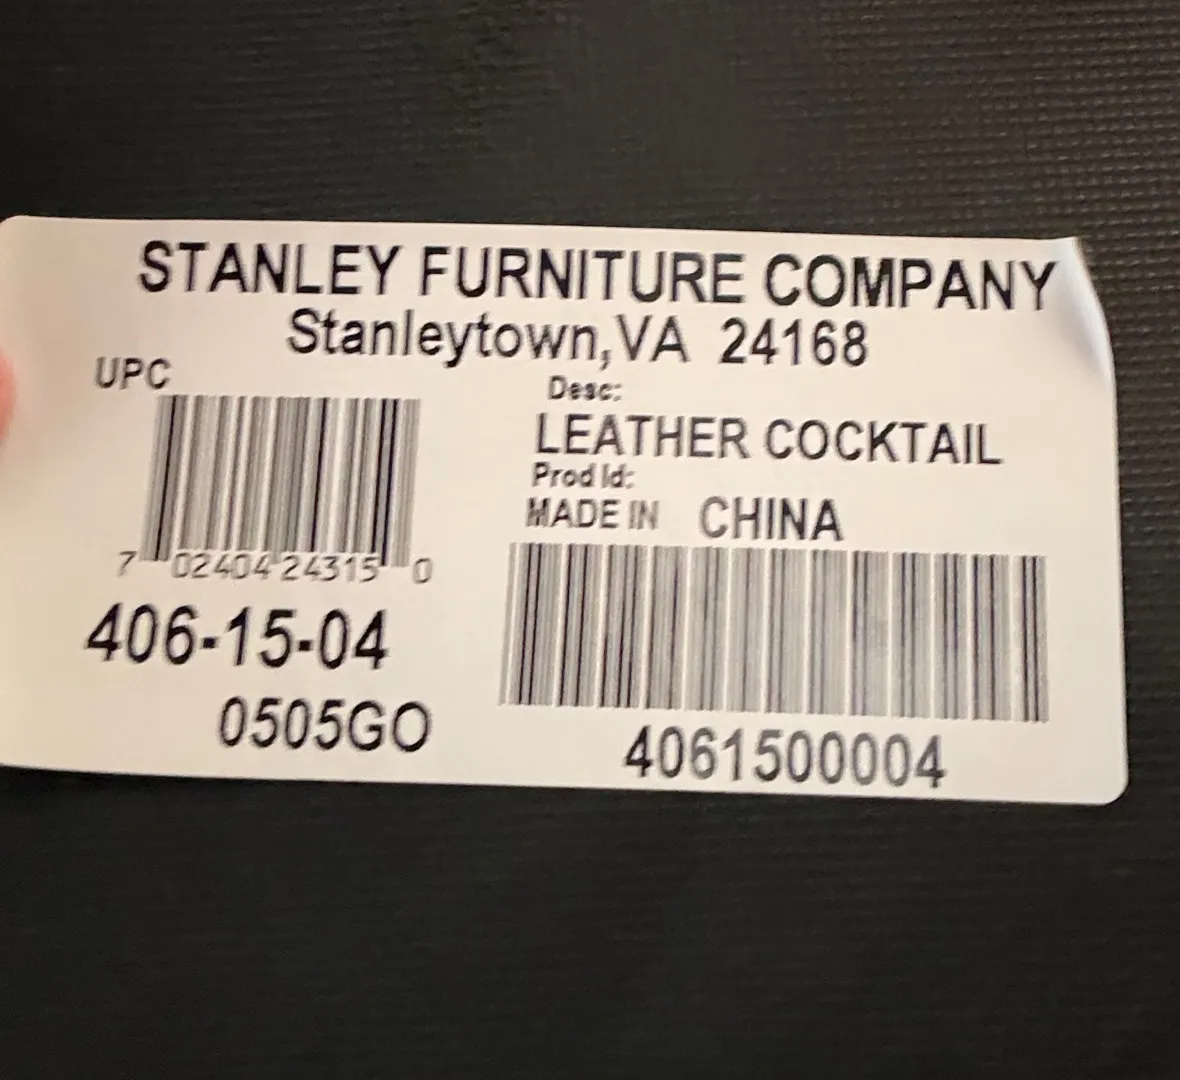 STANLEY FURNITURE COMPANY
Stanleytown, VA 24168
UPC
7 02404 24315 0
406-15-04
0505GO
Desc:
LEATHER COCKTAIL
Prod Id:
MADE IN CHINA
4061500004